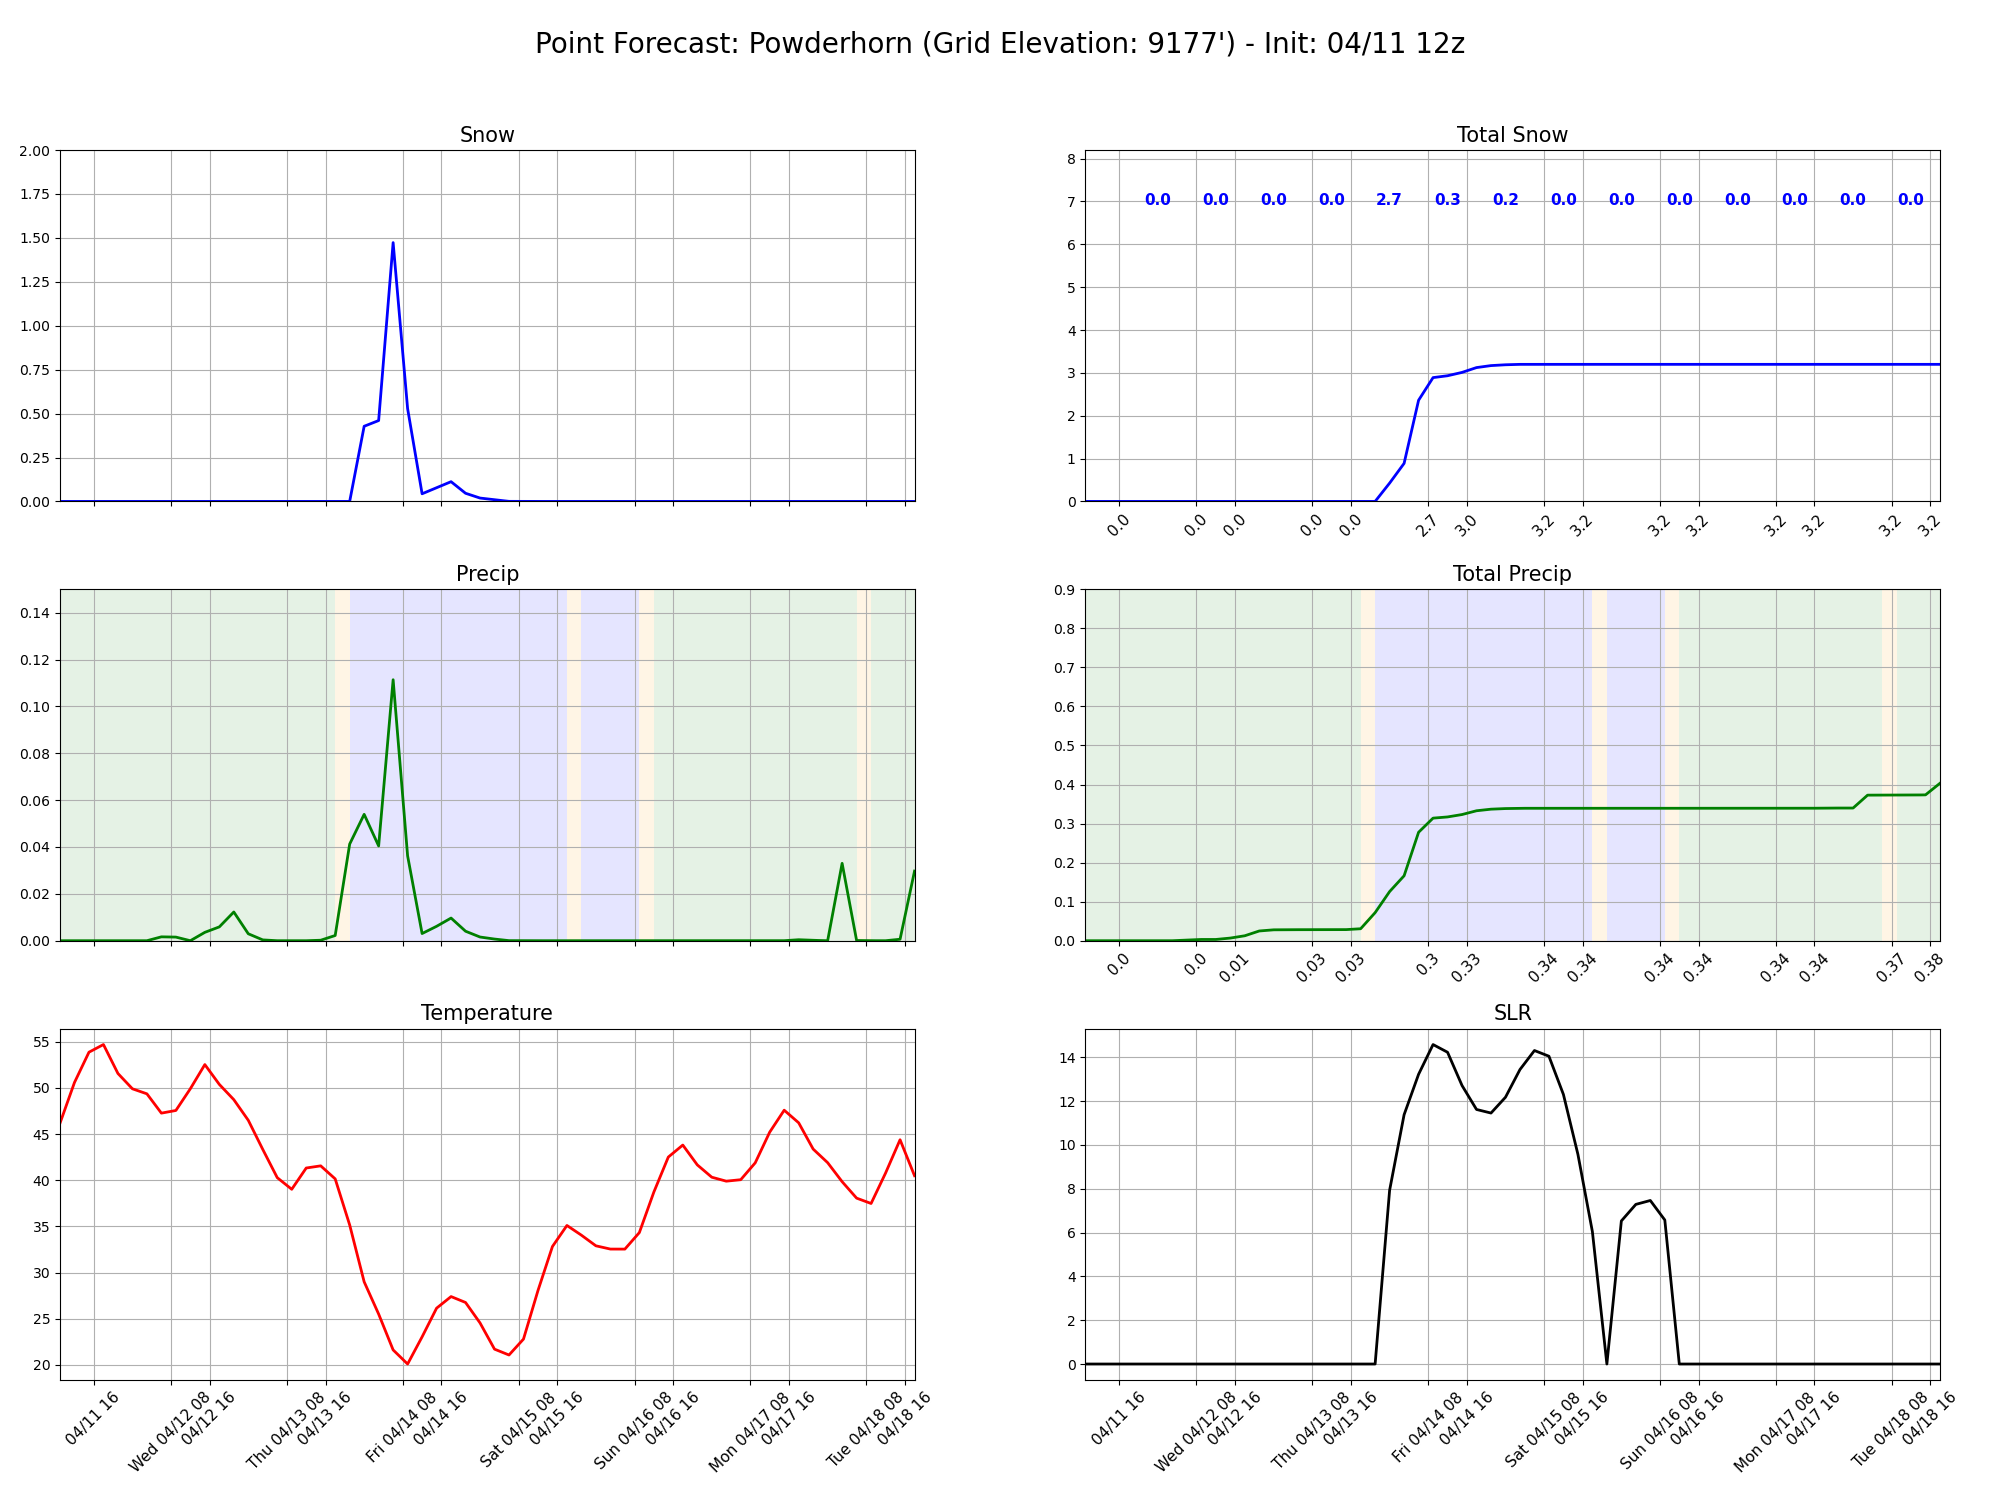 Point Forecast: Powderhorn (Grid Elevation: 9177') - Init: 04/11 12z
Snow
2.00
1.75
1.50
1.25
1.00
0.75
0.50
0.25
0.00
Total Snow
8
7
6
5
4
3
2
1
0
0.0 0.0 0.0 0.0 2.7 0.3 0.2 0.0 0.0 0.0 0.0 0.0 0.0 0.0
0.0 0.0 0.0 0.0 0.0 2.7 3.0 3.2 3.2 3.2 3.2 3.2 3.2 3.2 3.2
Precip
0.14
0.12
0.10
0.08
0.06
0.04
0.02
0.00
Total Precip
0.9
0.8
0.7
0.6
0.5
0.4
0.3
0.2
0.1
0.0
0.0 0.0 0.01 0.03 0.03 0.3 0.33 0.34 0.34 0.34 0.34 0.34 0.34 0.37 0.38
Temperature
55
50
45
40
35
30
25
20
04/11 16
Wed 04/12 08
04/12 16
Thu 04/13 08
04/13 16
Fri 04/14 08
04/14 16
Sat 04/15 08
04/15 16
Sun 04/16 08
04/16 16
Mon 04/17 08
04/17 16
Tue 04/18 08
04/18 16
SLR
14
12
10
8
6
4
2
0
04/11 16
Wed 04/12 08
04/12 16
Thu 04/13 08
04/13 16
Fri 04/14 08
04/14 16
Sat 04/15 08
04/15 16
Sun 04/16 08
04/16 16
Mon 04/17 08
04/17 16
Tue 04/18 08
04/18 16